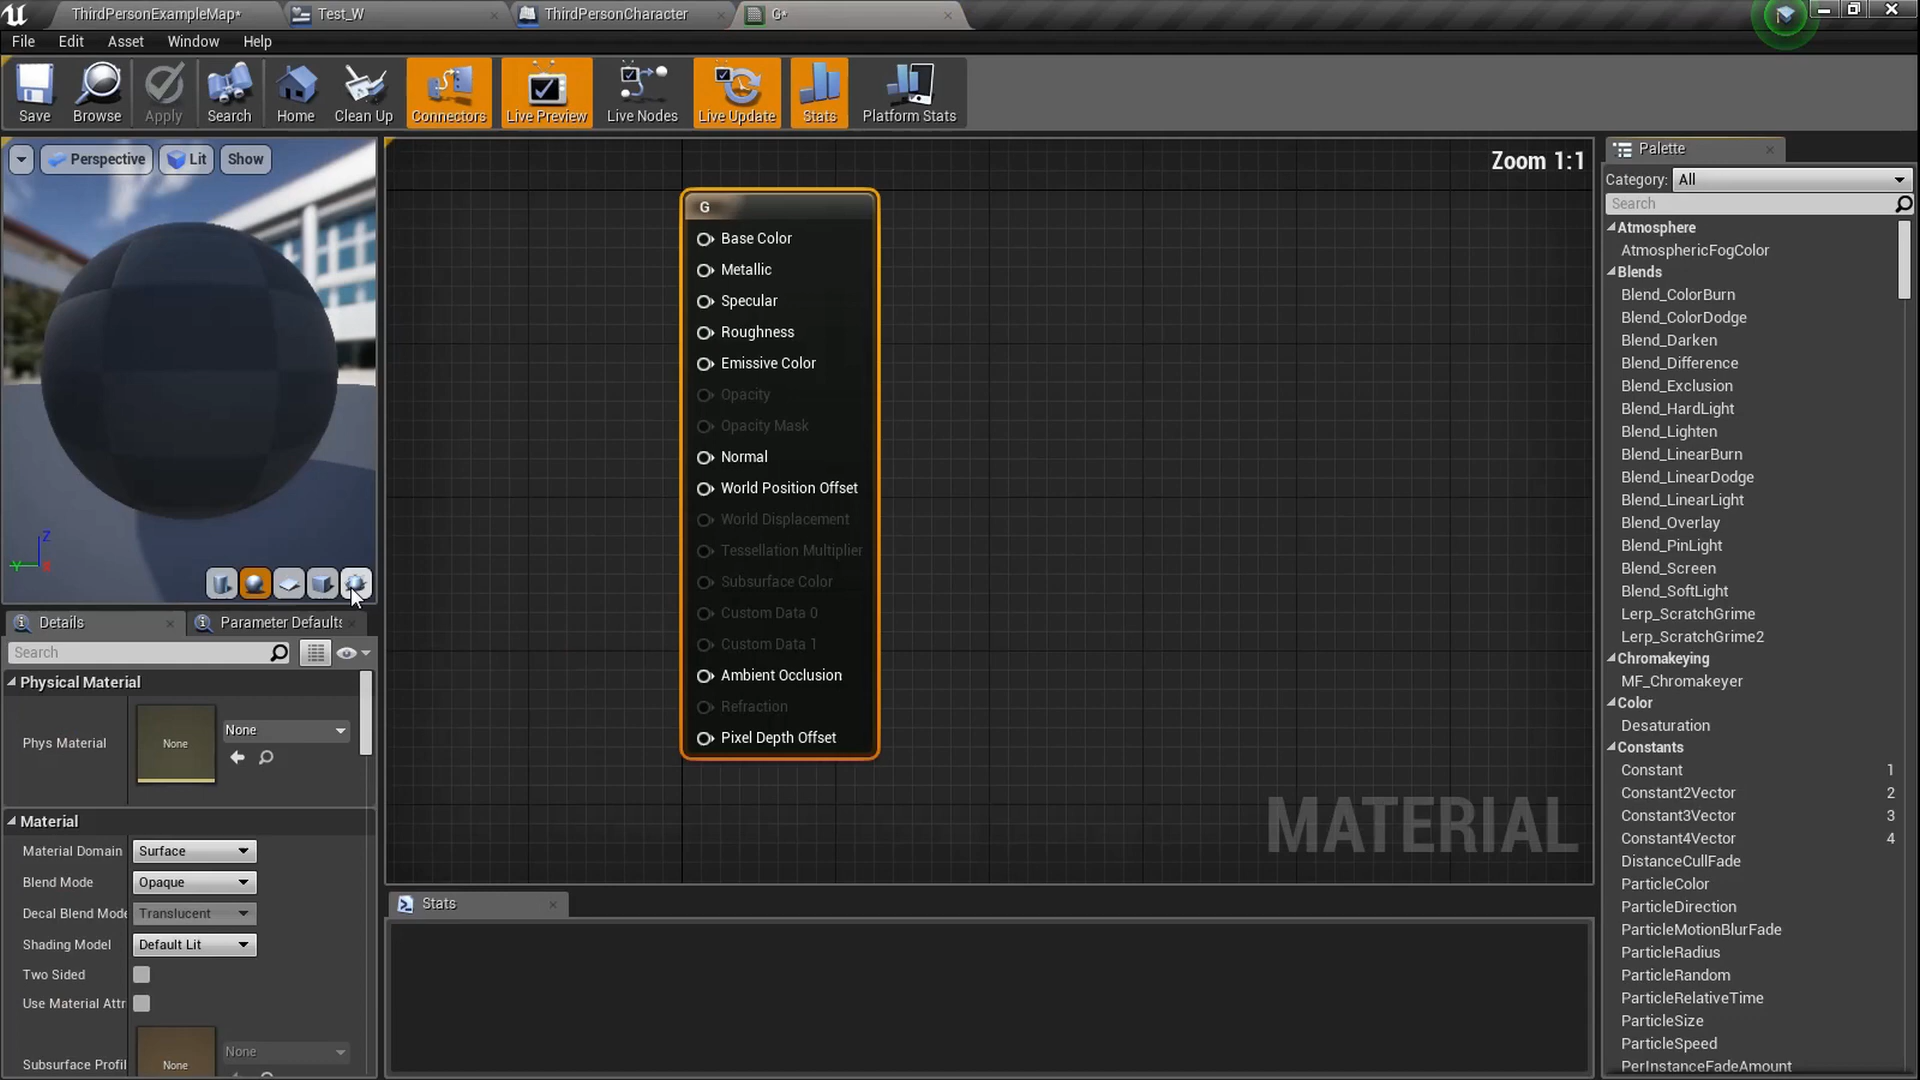 ThirdPersonExampleMap*
Test_W
ThirdPersonCharacter
G*
File
Edit
Asset
Window
Help
Save
Browse
Apply
Search
Home
Clean Up
Connectors
Live Preview
Live Nodes
Live Update
Stats
Platform Stats
Perspective
Lit
Show
Z
Y
Details
Parameter Defaults
Search
Physical Material
Phys Material
None
None
Material
Material Domain
Surface
Blend Mode
Opaque
Decal Blend Mode
Translucent
Shading Model
Default Lit
Two Sided
Use Material Attr
Subsurface Profil
None
None
Zoom 1:1
G
Base Color
Metallic
Specular
Roughness
Emissive Color
Opacity
Opacity Mask
Normal
World Position Offset
World Displacement
Tessellation Multiplier
Subsurface Color
Custom Data 0
Custom Data 1
Ambient Occlusion
Refraction
Pixel Depth Offset
MATERIAL
Stats
Palette
Category: All
Search
Atmosphere
AtmosphericFogColor
Blends
Blend_ColorBurn
Blend_ColorDodge
Blend_Darken
Blend_Difference
Blend_Exclusion
Blend_HardLight
Blend_Lighten
Blend_LinearBurn
Blend_LinearDodge
Blend_LinearLight
Blend_Overlay
Blend_PinLight
Blend_Screen
Blend_SoftLight
Lerp_ScratchGrime
Lerp_ScratchGrime2
Chromakeying
MF_Chromakeyer
Color
Desaturation
Constants
Constant 1
Constant2Vector 2
Constant3Vector 3
Constant4Vector 4
DistanceCullFade
ParticleColor
ParticleDirection
ParticleMotionBlurFade
ParticleRadius
ParticleRandom
ParticleRelativeTime
ParticleSize
ParticleSpeed
PerInstanceFadeAmount